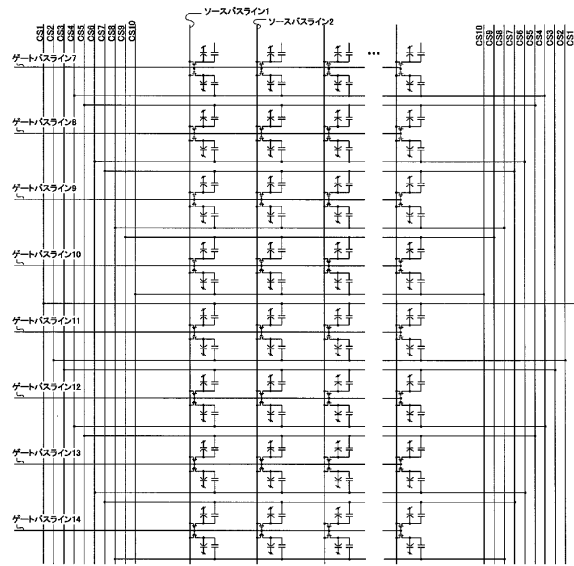 ソースバスライン1
ソースバスライン2
CS1
CS2
CS3
CS4
CS5
CS6
CS7
CS8
CS9
CS10
CS10
CS9
CS8
CS7
CS6
CS5
CS4
CS3
CS2
CS1
ゲートバスライン7
ゲートバスライン8
ゲートバスライン9
ゲートバスライン10
ゲートバスライン11
ゲートバスライン12
ゲートバスライン13
ゲートバスライン14